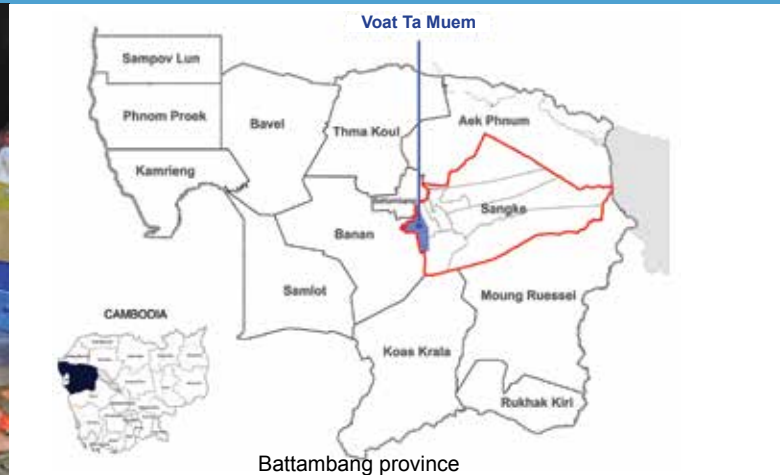 Voat Ta Muem
Sampov Lun
Phnom Proek
Bavel
Thma Koul
Aek Phnum
Kamrieng
Battambang
Sangke
Banan
Samlot
Moung Ruessei
CAMBODIA
Koas Krala
Rukhak Kiri
Battambang province